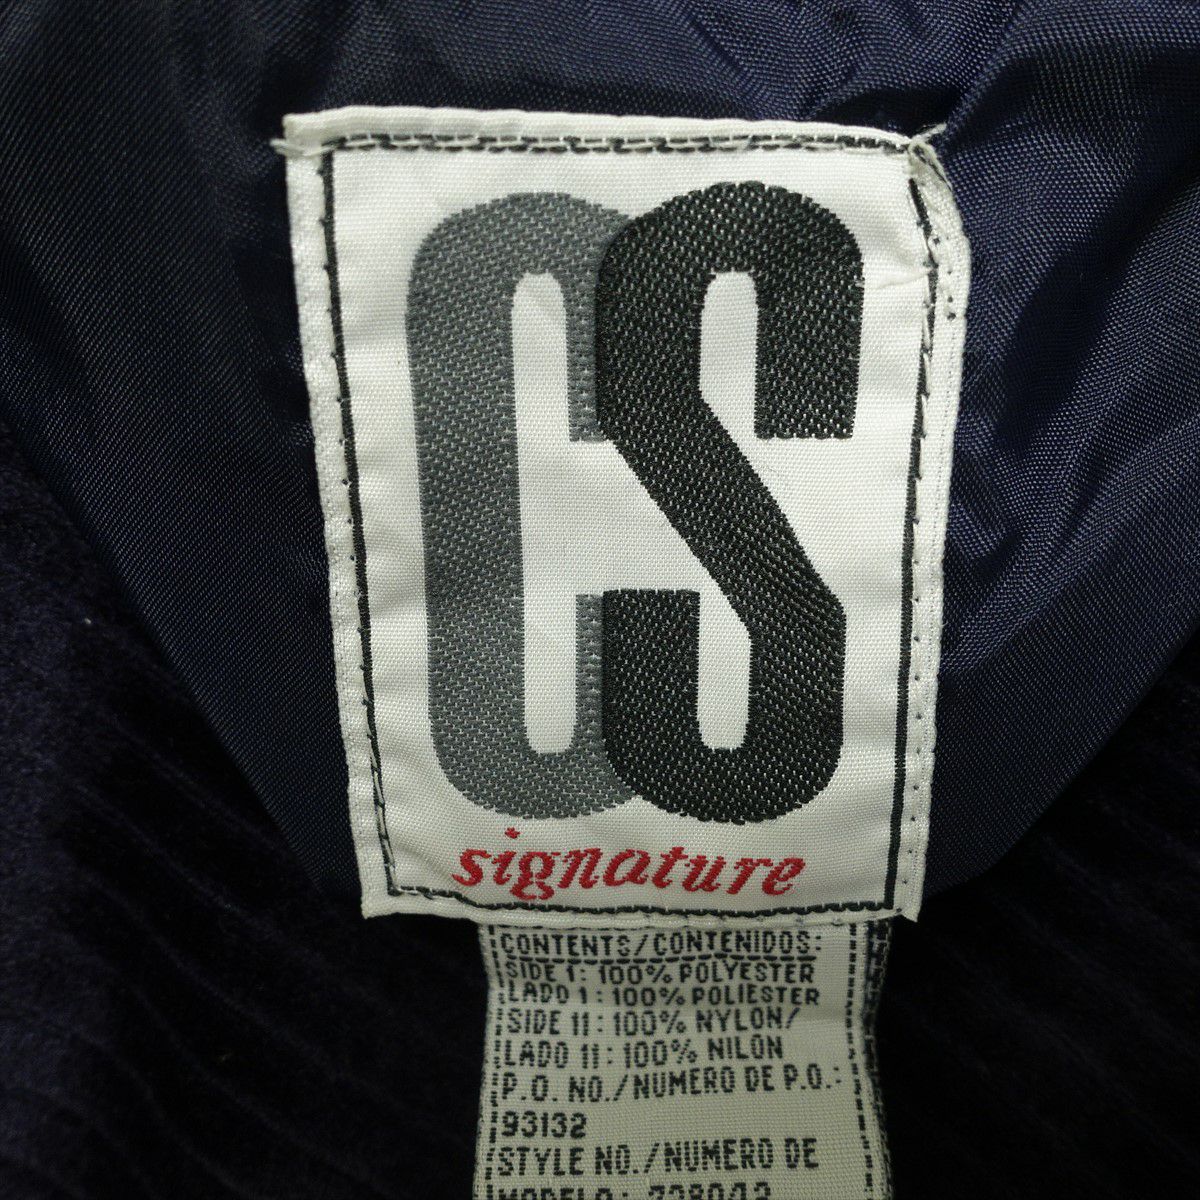 CS
signature
CONTENTS/CONTENIDOS:
SIDE 1: 100% POLYESTER
LADO 1: 100% POLIESTER
SIDE 11: 100% NYLON/
LADO 11: 100% NILON
P.O. NO./NUMERO DE P.O.:
93132
STYLE NO./NUMERO DE
MODELO: